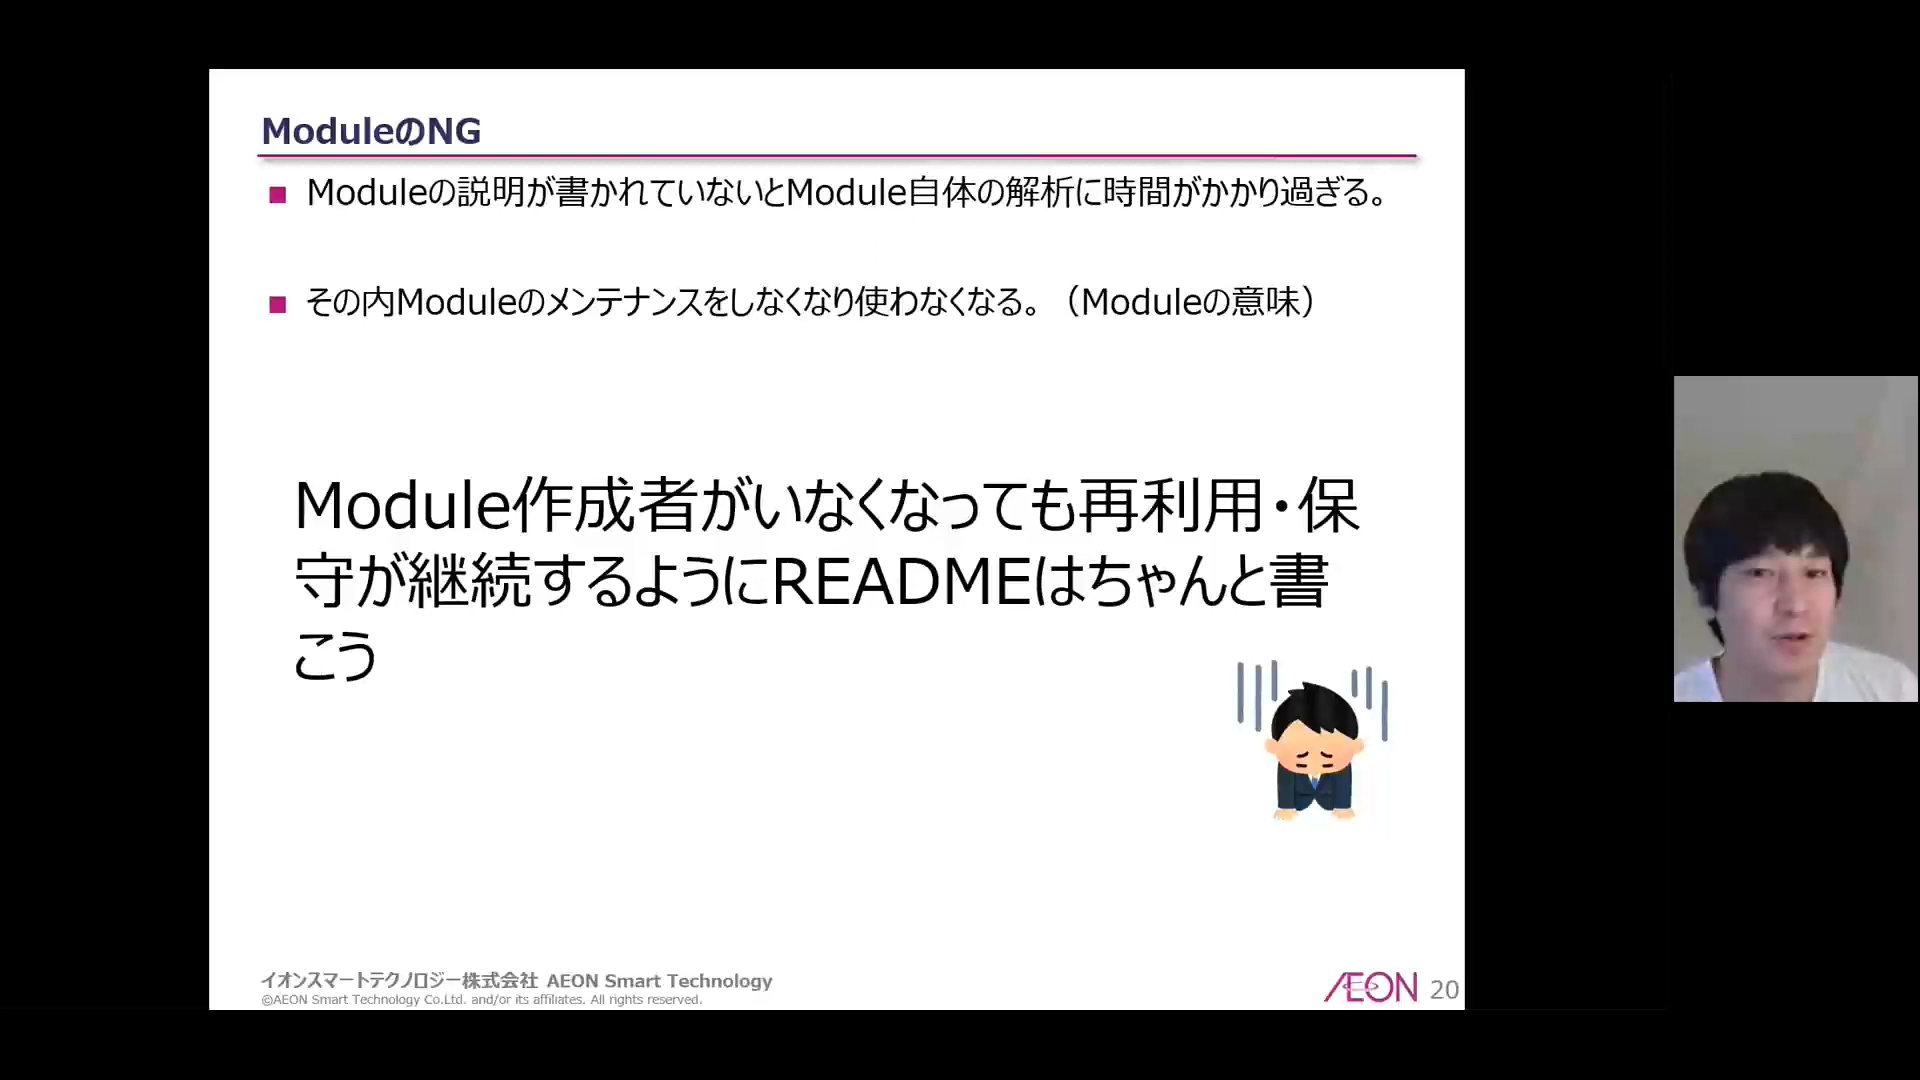 ModuleのNG
■ Moduleの説明が書かれていないとModule自体の解析に時間がかかり過ぎる。
■ その内Moduleのメンテナンスをしなくなり使わなくなる。（Moduleの意味）
Module作成者がいなくなっても再利用・保
守が継続するようにREADMEはちゃんと書
こう
イオンスマートテクノロジー株式会社 AEON Smart Technology
©AEON Smart Technology Co.Ltd. and/or its affiliates. All rights reserved.
ÆON 20